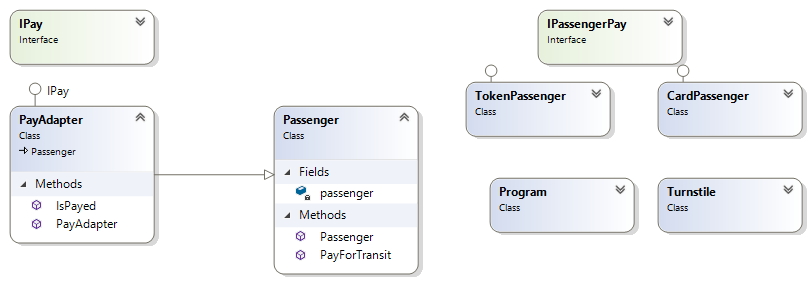 IPay
Interface
IPay
PayAdapter
Class
Passenger
Methods
IsPayed
PayAdapter
Passenger
Class
Fields
passenger
Methods
Passenger
PayForTransit
IPassengerPay
Interface
TokenPassenger
Class
CardPassenger
Class
Program
Class
Turnstile
Class